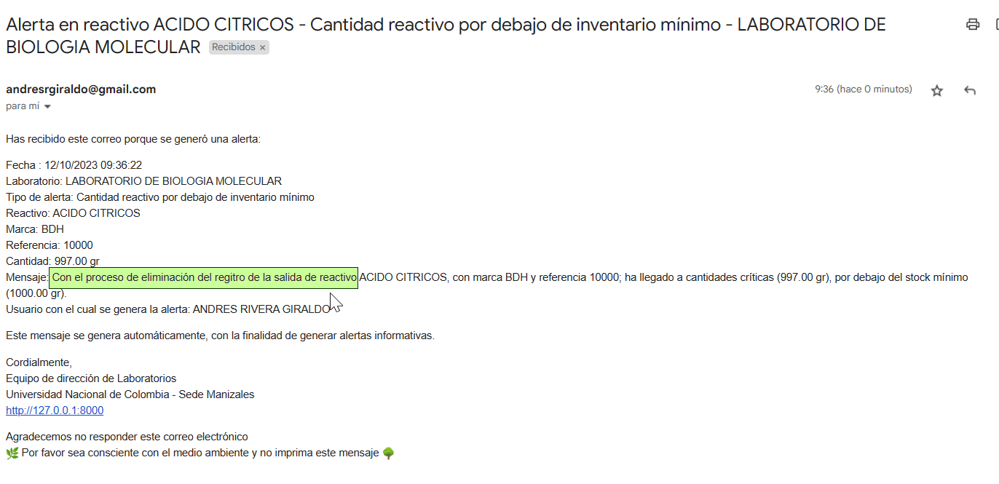 Alerta en reactivo ACIDO CITRICOS - Cantidad reactivo por debajo de inventario mínimo - LABORATORIO DE
BIOLOGIA MOLECULAR Recibidos ×
andresrgiraldo@gmail.com 9:36 (hace 0 minutos)
para mí
Has recibido este correo porque se generó una alerta:
Fecha : 12/10/2023 09:36:22
Laboratorio: LABORATORIO DE BIOLOGIA MOLECULAR
Tipo de alerta: Cantidad reactivo por debajo de inventario mínimo
Reactivo: ACIDO CITRICOS
Marca: BDH
Referencia: 10000
Cantidad: 997.00 gr
Mensaje: Con el proceso de eliminación del regitro de la salida de reactivo ACIDO CITRICOS, con marca BDH y referencia 10000; ha llegado a cantidades críticas (997.00 gr), por debajo del stock mínimo
(1000.00 gr).
Usuario con el cual se genera la alerta: ANDRES RIVERA GIRALDO
Este mensaje se genera automáticamente, con la finalidad de generar alertas informativas.
Cordialmente,
Equipo de dirección de Laboratorios
Universidad Nacional de Colombia - Sede Manizales
http://127.0.0.1:8000
Agradecemos no responder este correo electrónico
🌿 Por favor sea consciente con el medio ambiente y no imprima este mensaje 🌳